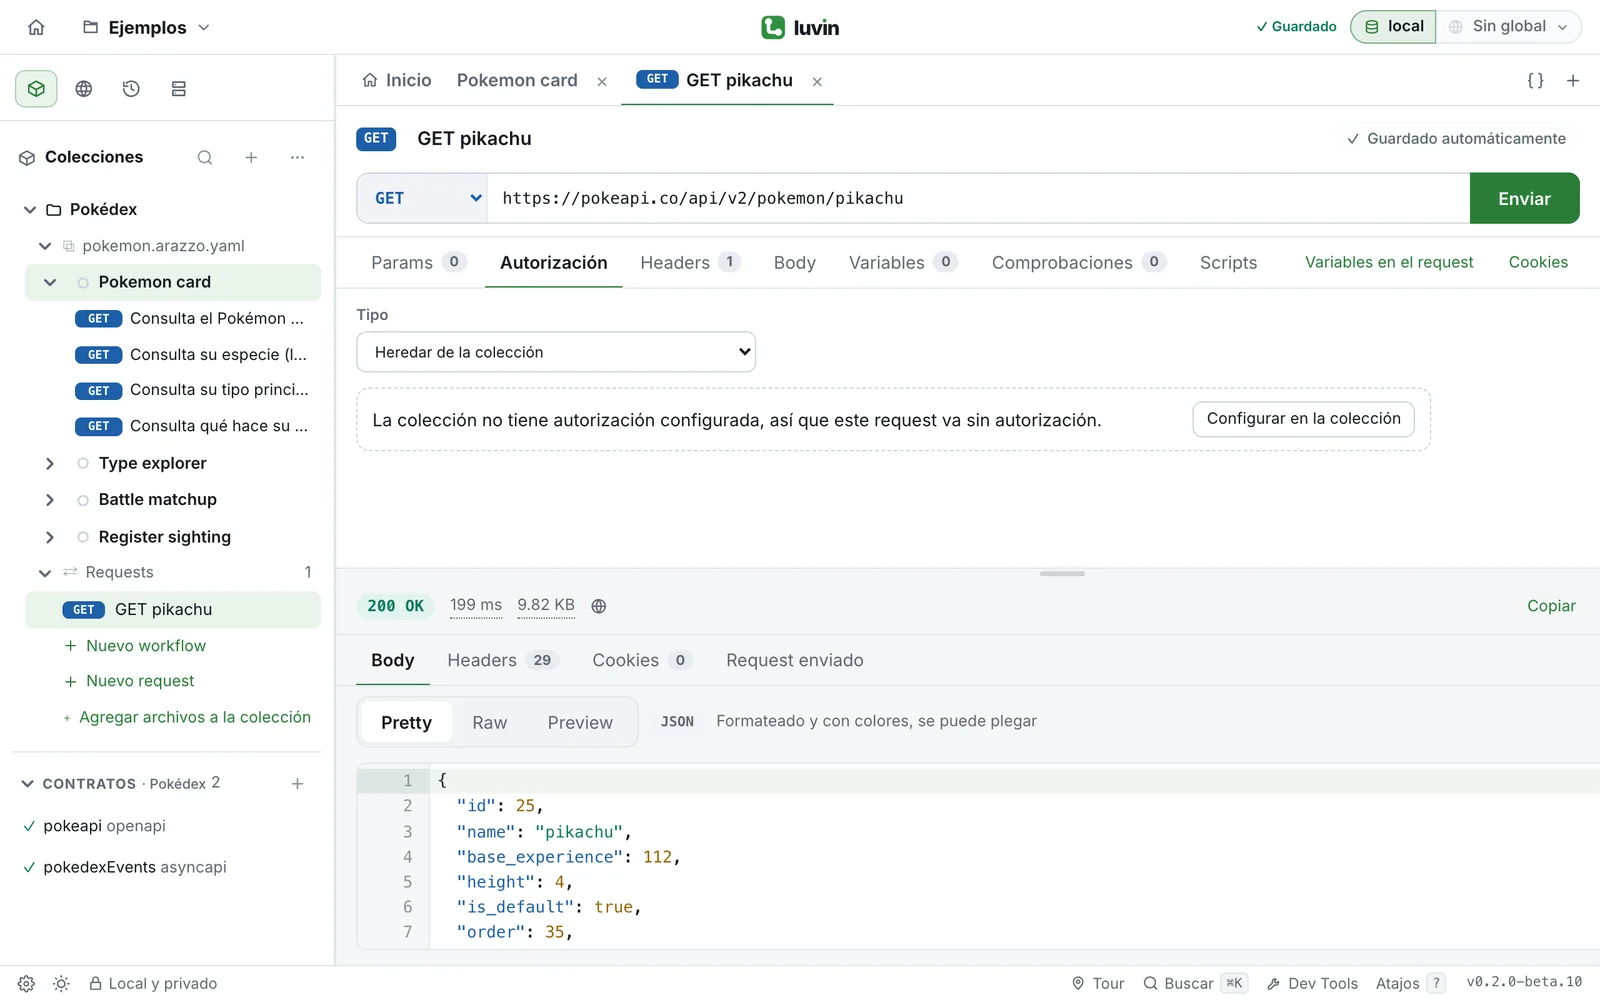 Ejemplos
luvin
Guardado
local
Sin global
Inicio
Pokemon card
GET GET pikachu
{ }
Colecciones
GET GET pikachu
Guardado automáticamente
Pokédex
GET https://pokeapi.co/api/v2/pokemon/pikachu Enviar
pokemon.arazzo.yaml
Pokemon card
GET Consulta el Pokémon ...
GET Consulta su especie (l...
GET Consulta su tipo princi...
GET Consulta qué hace su ...
Type explorer
Battle matchup
Register sighting
Requests 1
GET GET pikachu
+ Nuevo workflow
+ Nuevo request
+ Agregar archivos a la colección
CONTRATOS · Pokédex 2
pokeapi openapi
pokedexEvents asyncapi
Params 0 Autorización Headers 1 Body Variables 0 Comprobaciones 0 Scripts Variables en el request Cookies
Tipo
Heredar de la colección
La colección no tiene autorización configurada, así que este request va sin autorización. Configurar en la colección
200 OK 199 ms 9.82 KB Copiar
Body Headers 29 Cookies 0 Request enviado
Pretty Raw Preview JSON Formateado y con colores, se puede plegar
1 {
2 "id": 25,
3 "name": "pikachu",
4 "base_experience": 112,
5 "height": 4,
6 "is_default": true,
7 "order": 35,
Local y privado
Tour Buscar ⌘K Dev Tools Atajos ? v0.2.0-beta.10